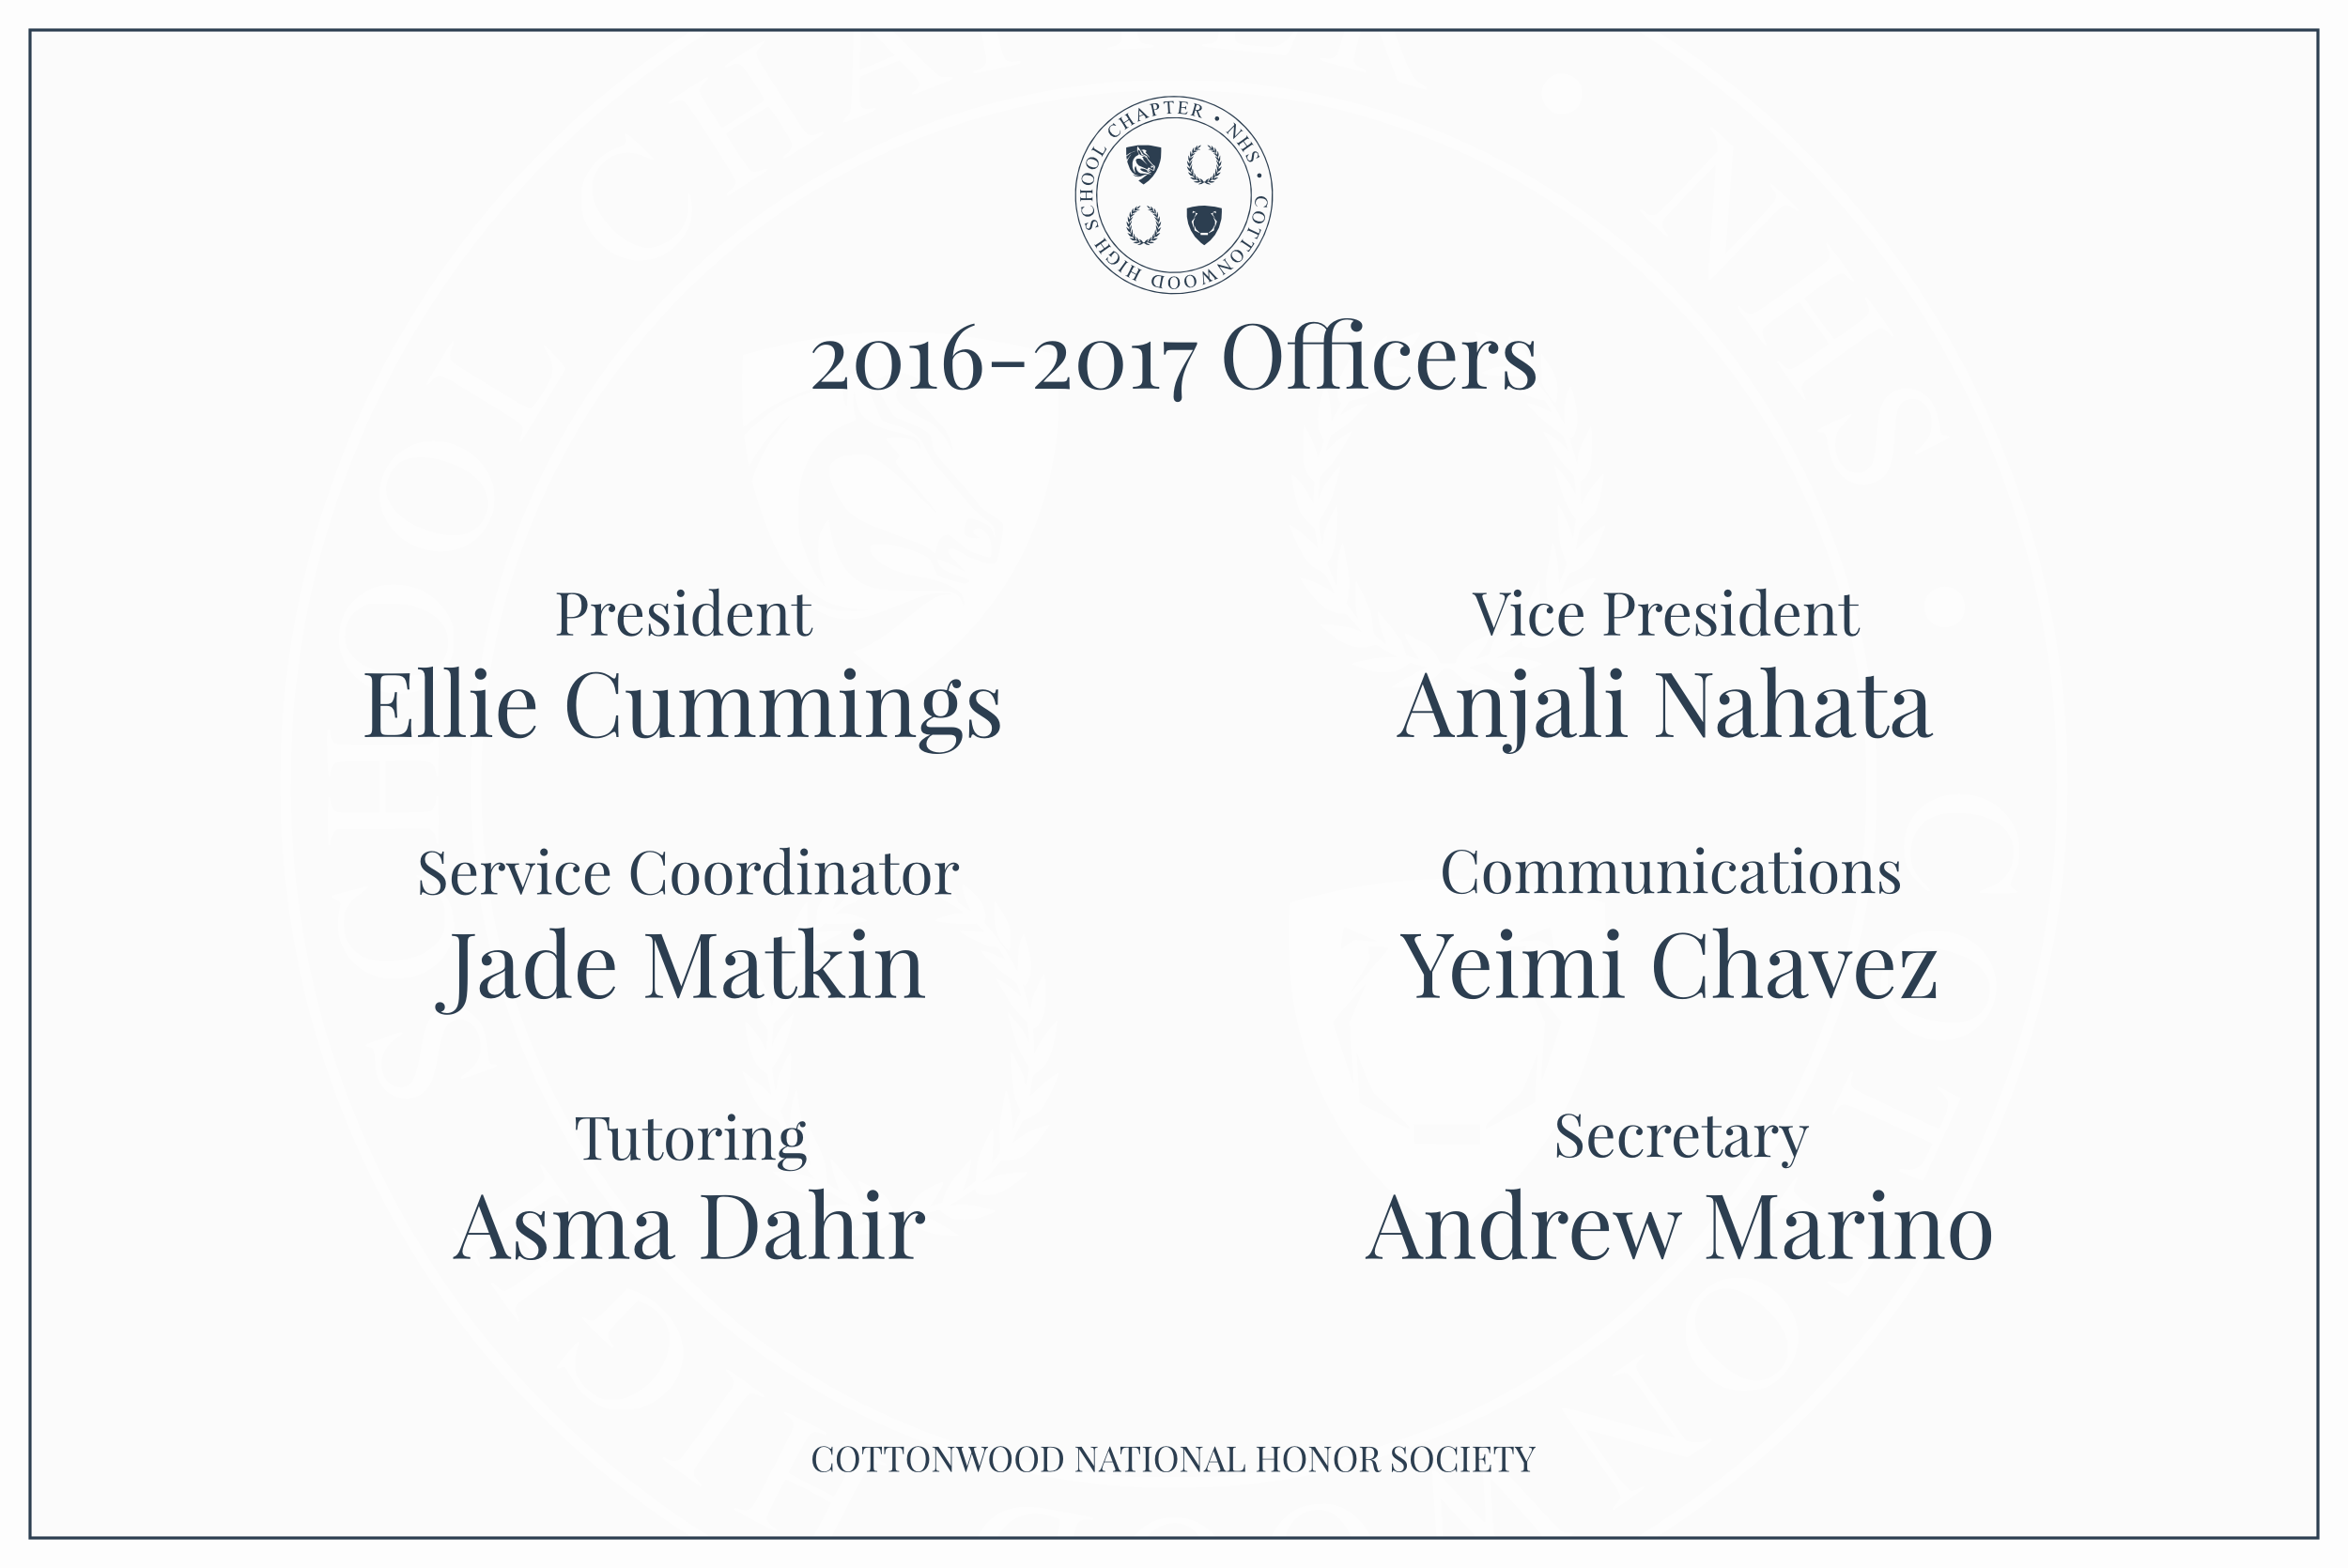 COTTONWOOD HIGH SCHOOL CHAPTER • NHS •
2016-2017 Officers
President
Ellie Cummings
Vice President
Anjali Nahata
Service Coordinator
Jade Matkin
Communications
Yeimi Chavez
Tutoring
Asma Dahir
Secretary
Andrew Marino
COTTONWOOD NATIONAL HONOR SOCIETY